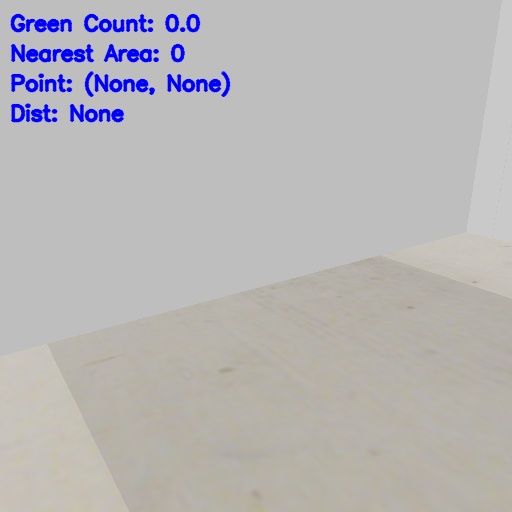 Green Count: 0.0
Nearest Area: 0
Point: (None, None)
Dist: None